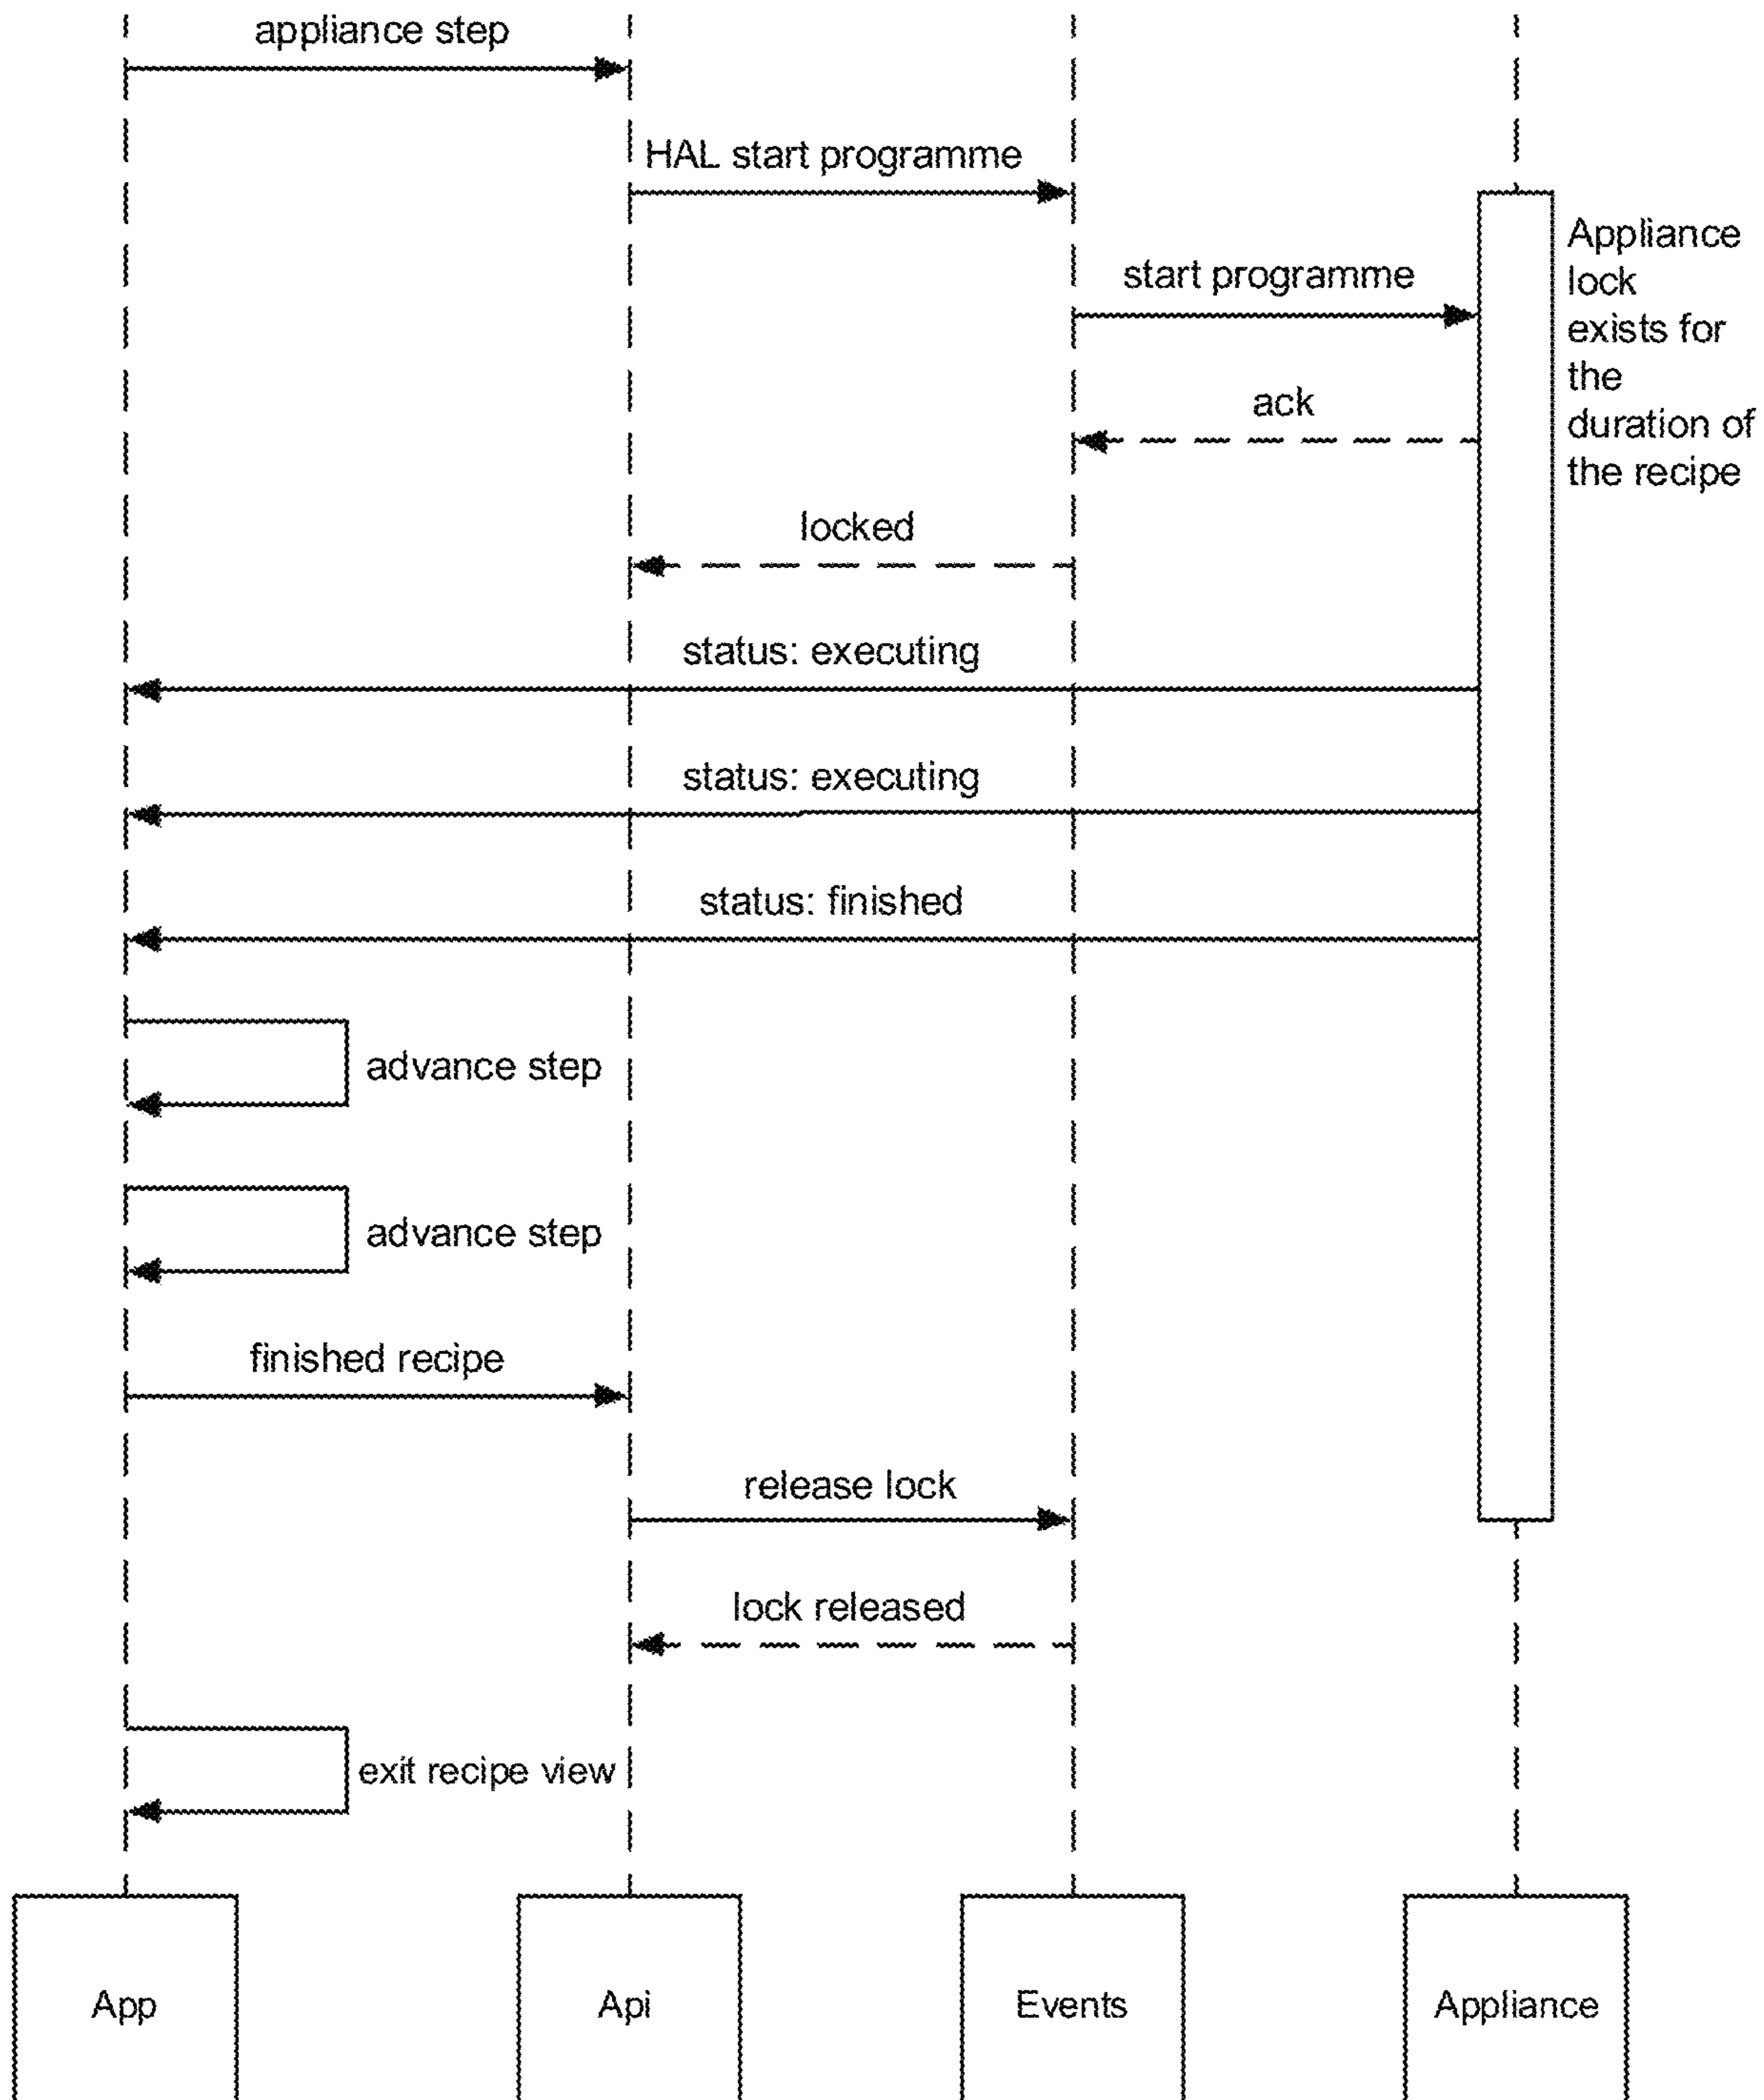 appliance step
HAL start programme
Appliance
lock
exists for
the
duration of
the recipe
start programme
ack
locked
status: executing
status: executing
status: finished
advance step
advance step
finished recipe
release lock
lock released
exit recipe view
App
Api
Events
Appliance